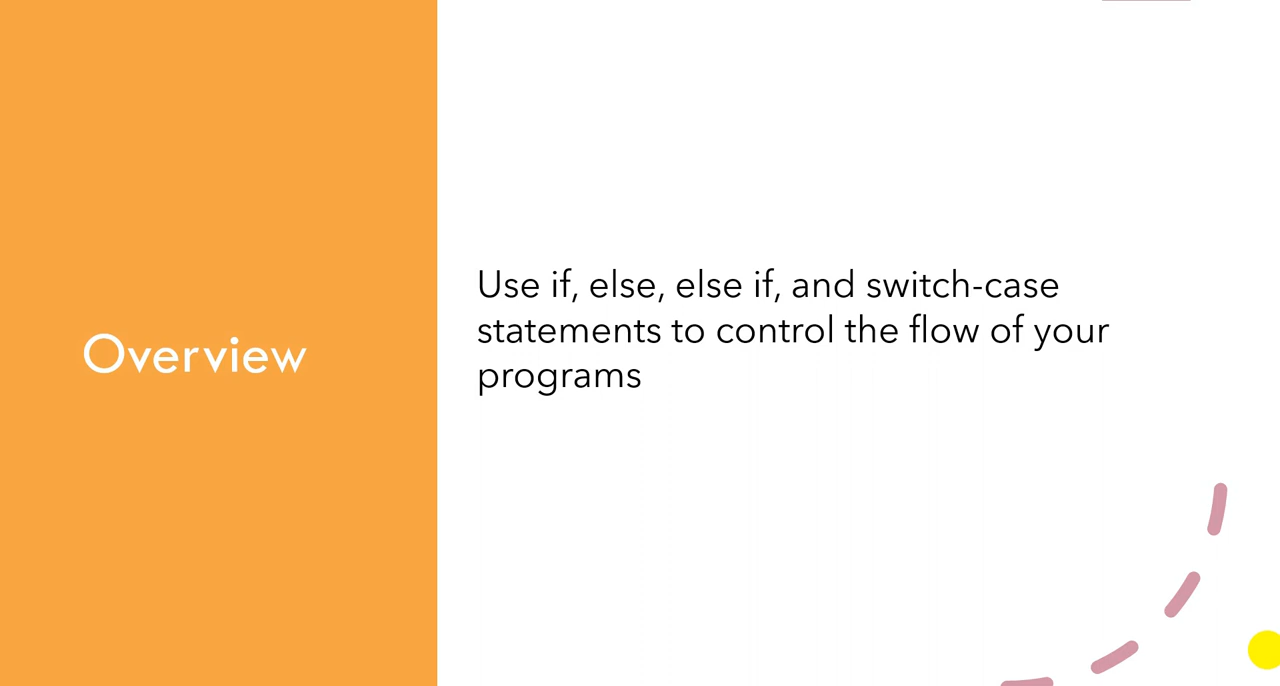 Overview
Use if, else, else if, and switch-case
statements to control the flow of your
programs